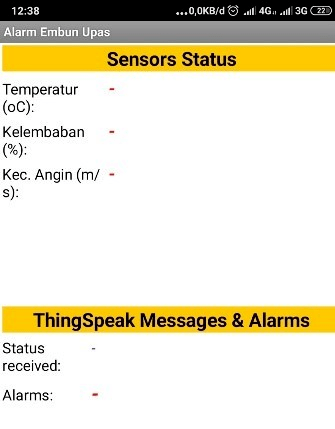 12:38 ...0,0KB/d 4G 3G 22
Alarm Embun Upas
Sensors Status
Temperatur -
(oC):
Kelembaban -
(%):
Kec. Angin (m/ -
s):
ThingSpeak Messages & Alarms
Status -
received:
Alarms: -